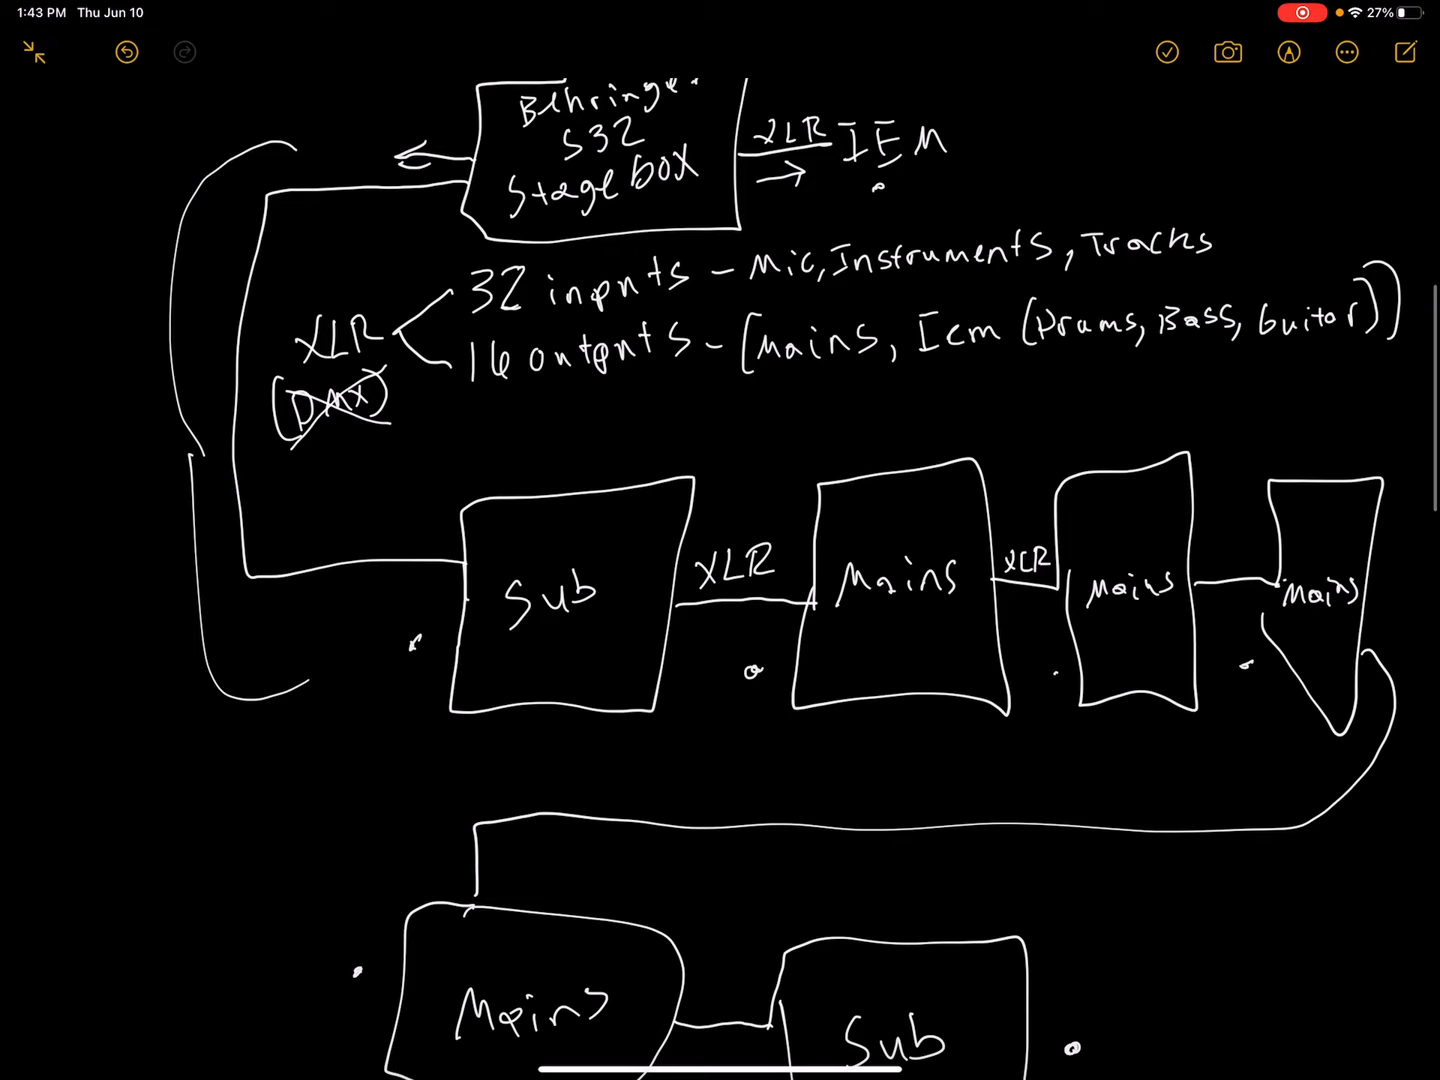 1:43 PM Thu Jun 10
27%
Behringer
S32
Stage box
XLR IEM
32 inputs - Mic, Instruments, Tracks
XLR
16 outputs - [Mains, Iem (Drums, Bass, Guitar)]
(DMX)
Sub
XLR
Mains
XLR
Mains
Mains
Mains
Sub